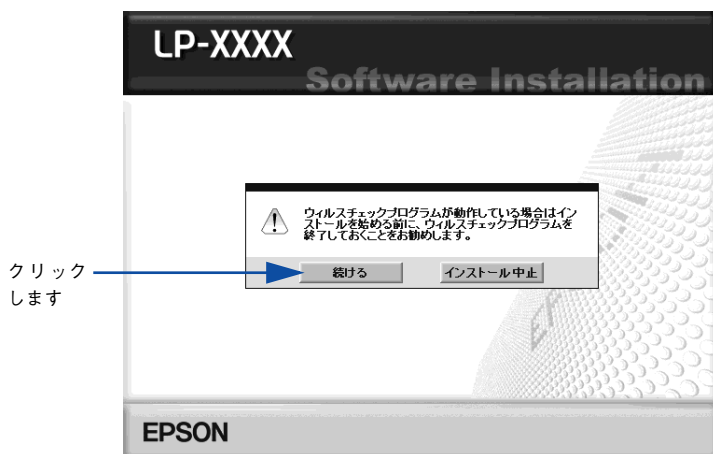 LP-XXXX
Software Installation
ウィルスチェックプログラムが動作している場合はイン
ストールを始める前に、ウィルスチェックプログラムを
終了しておくことをお勧めします。
クリック
します
続ける
インストール中止
EPSON